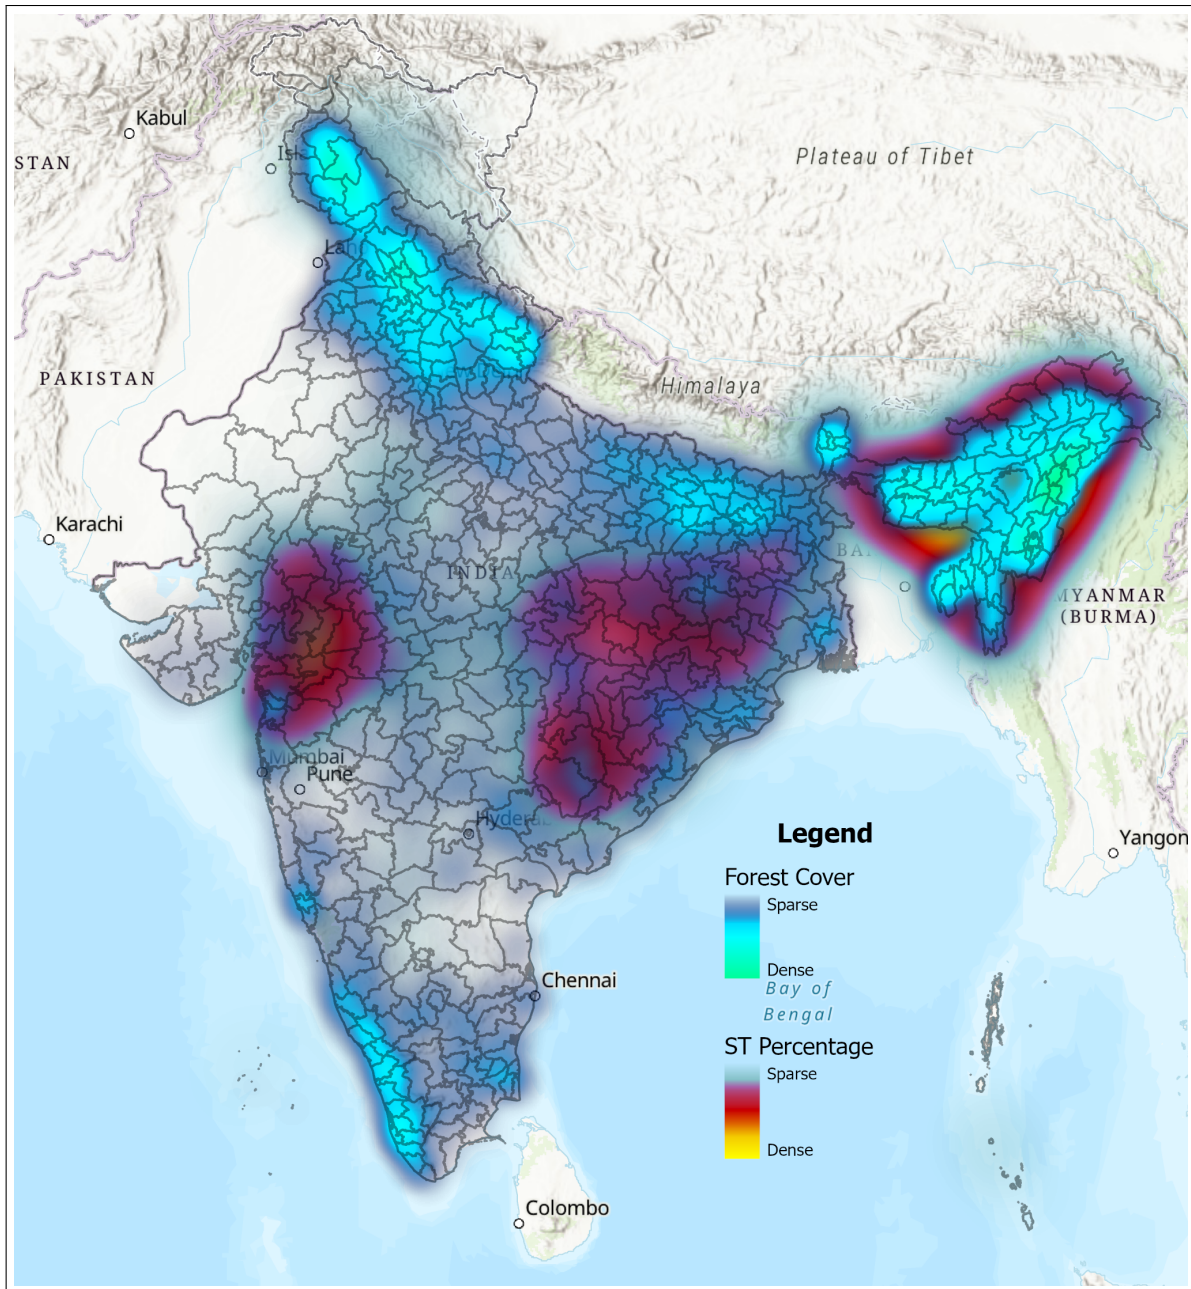 Kabul
STAN
Plateau of Tibet
PAKISTAN
Himalaya
Karachi
INDIA
MYANMAR
(BURMA)
Mumbai
Pune
Yangon
Legend
Forest Cover
Sparse
Dense
Chennai
Bay of
Bengal
ST Percentage
Sparse
Dense
Colombo